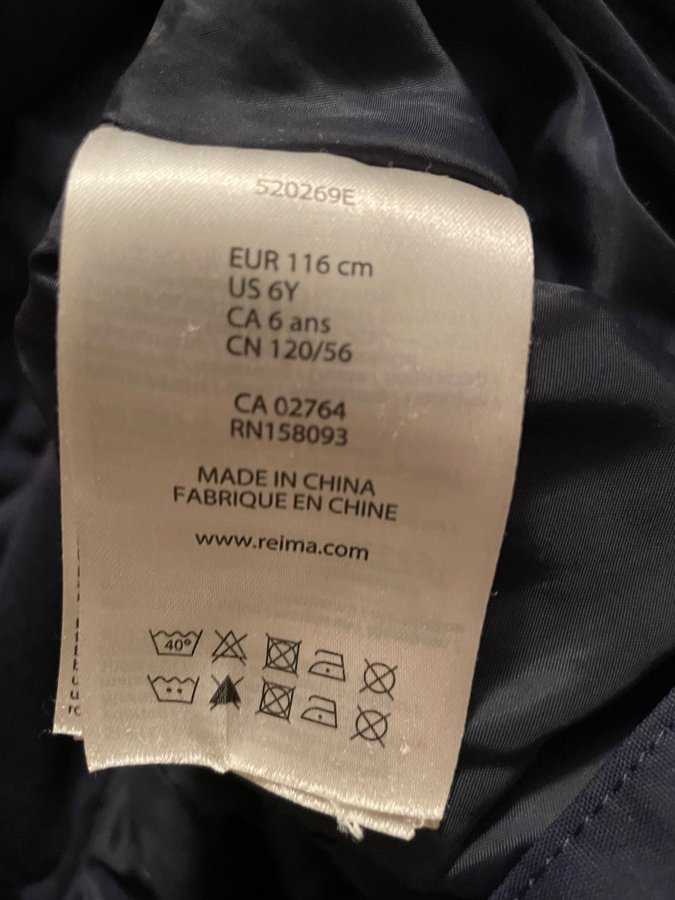 520269E
EUR 116 cm
US 6Y
CA 6 ans
CN 120/56
CA 02764
RN158093
MADE IN CHINA
FABRIQUE EN CHINE
www.reima.com
40°